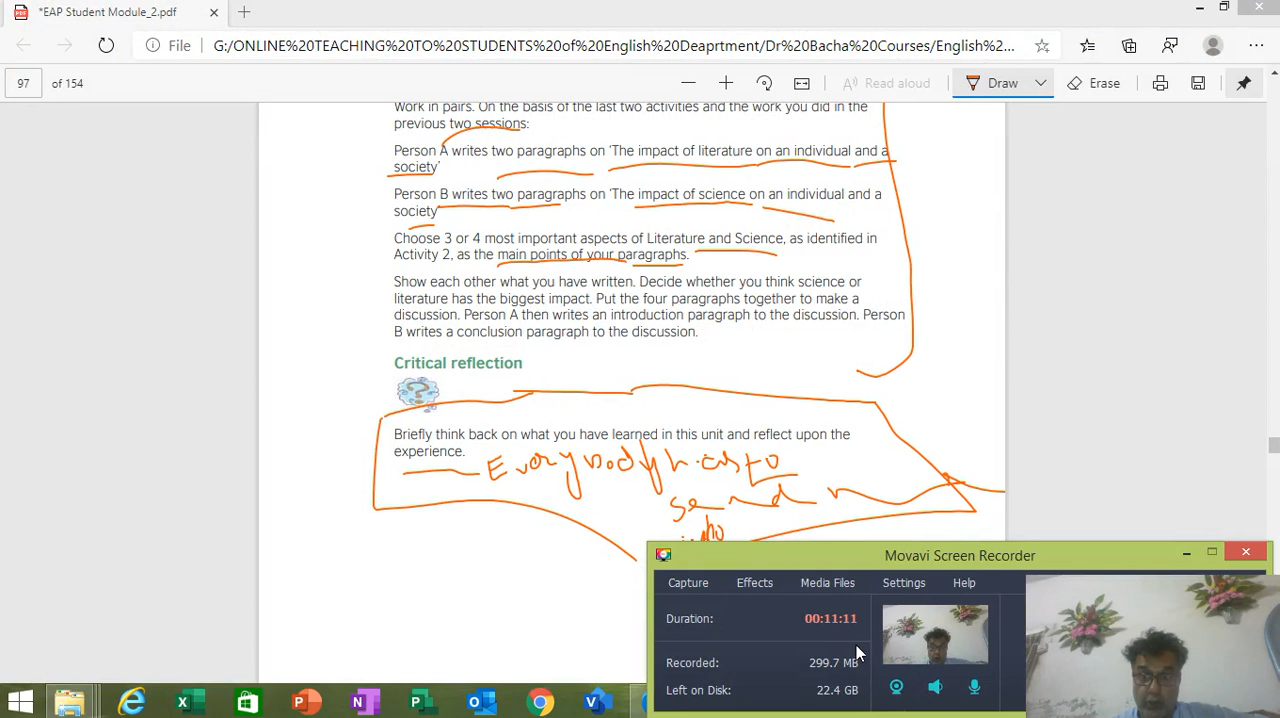 *EAP Student Module_2.pdf
File G:/ONLINE%20TEACHING%20TO%20STUDENTS%20of%20English%20Deaprtment/Dr%20Bacha%20Courses/English%2...
97 of 154 Read aloud Draw Erase
Work in pairs. On the basis of the last two activities and the work you did in the
previous two sessions:
Person A writes two paragraphs on ‘The impact of literature on an individual and a
society’
Person B writes two paragraphs on ‘The impact of science on an individual and a
society’
Choose 3 or 4 most important aspects of Literature and Science, as identified in
Activity 2, as the main points of your paragraphs.
Show each other what you have written. Decide whether you think science or
literature has the biggest impact. Put the four paragraphs together to make a
discussion. Person A then writes an introduction paragraph to the discussion. Person
B writes a conclusion paragraph to the discussion.
Critical reflection
?
Briefly think back on what you have learned in this unit and reflect upon the
experience.
Everybody has to
send
Movavi Screen Recorder
Capture Effects Media Files Settings Help
Duration: 00:11:11
Recorded: 299.7 MB
Left on Disk: 22.4 GB